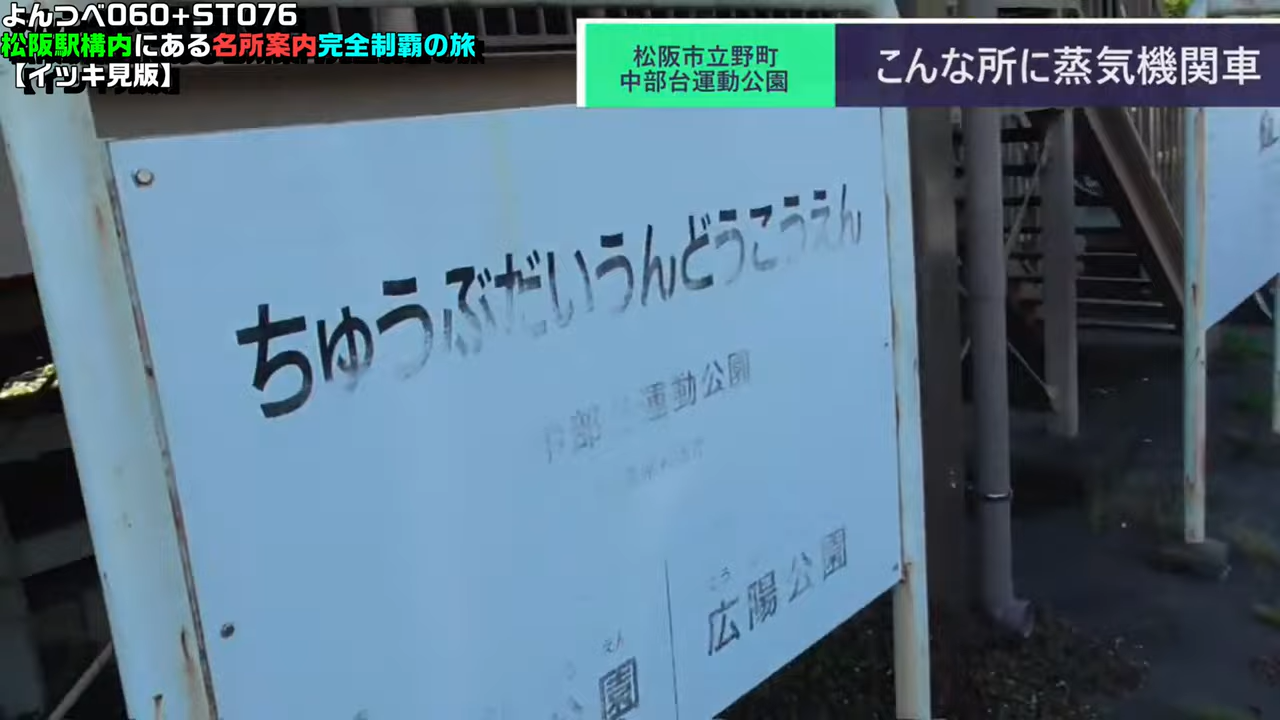 よんつべ060+ST076
松阪駅構内にある名所案内完全制覇の旅
【イツキ見版】
松阪市立野町
中部台運動公園
こんな所に蒸気機関車
ちゅうぶだいうんどうこうえん
部 運動公園
広陽公園
えん
園